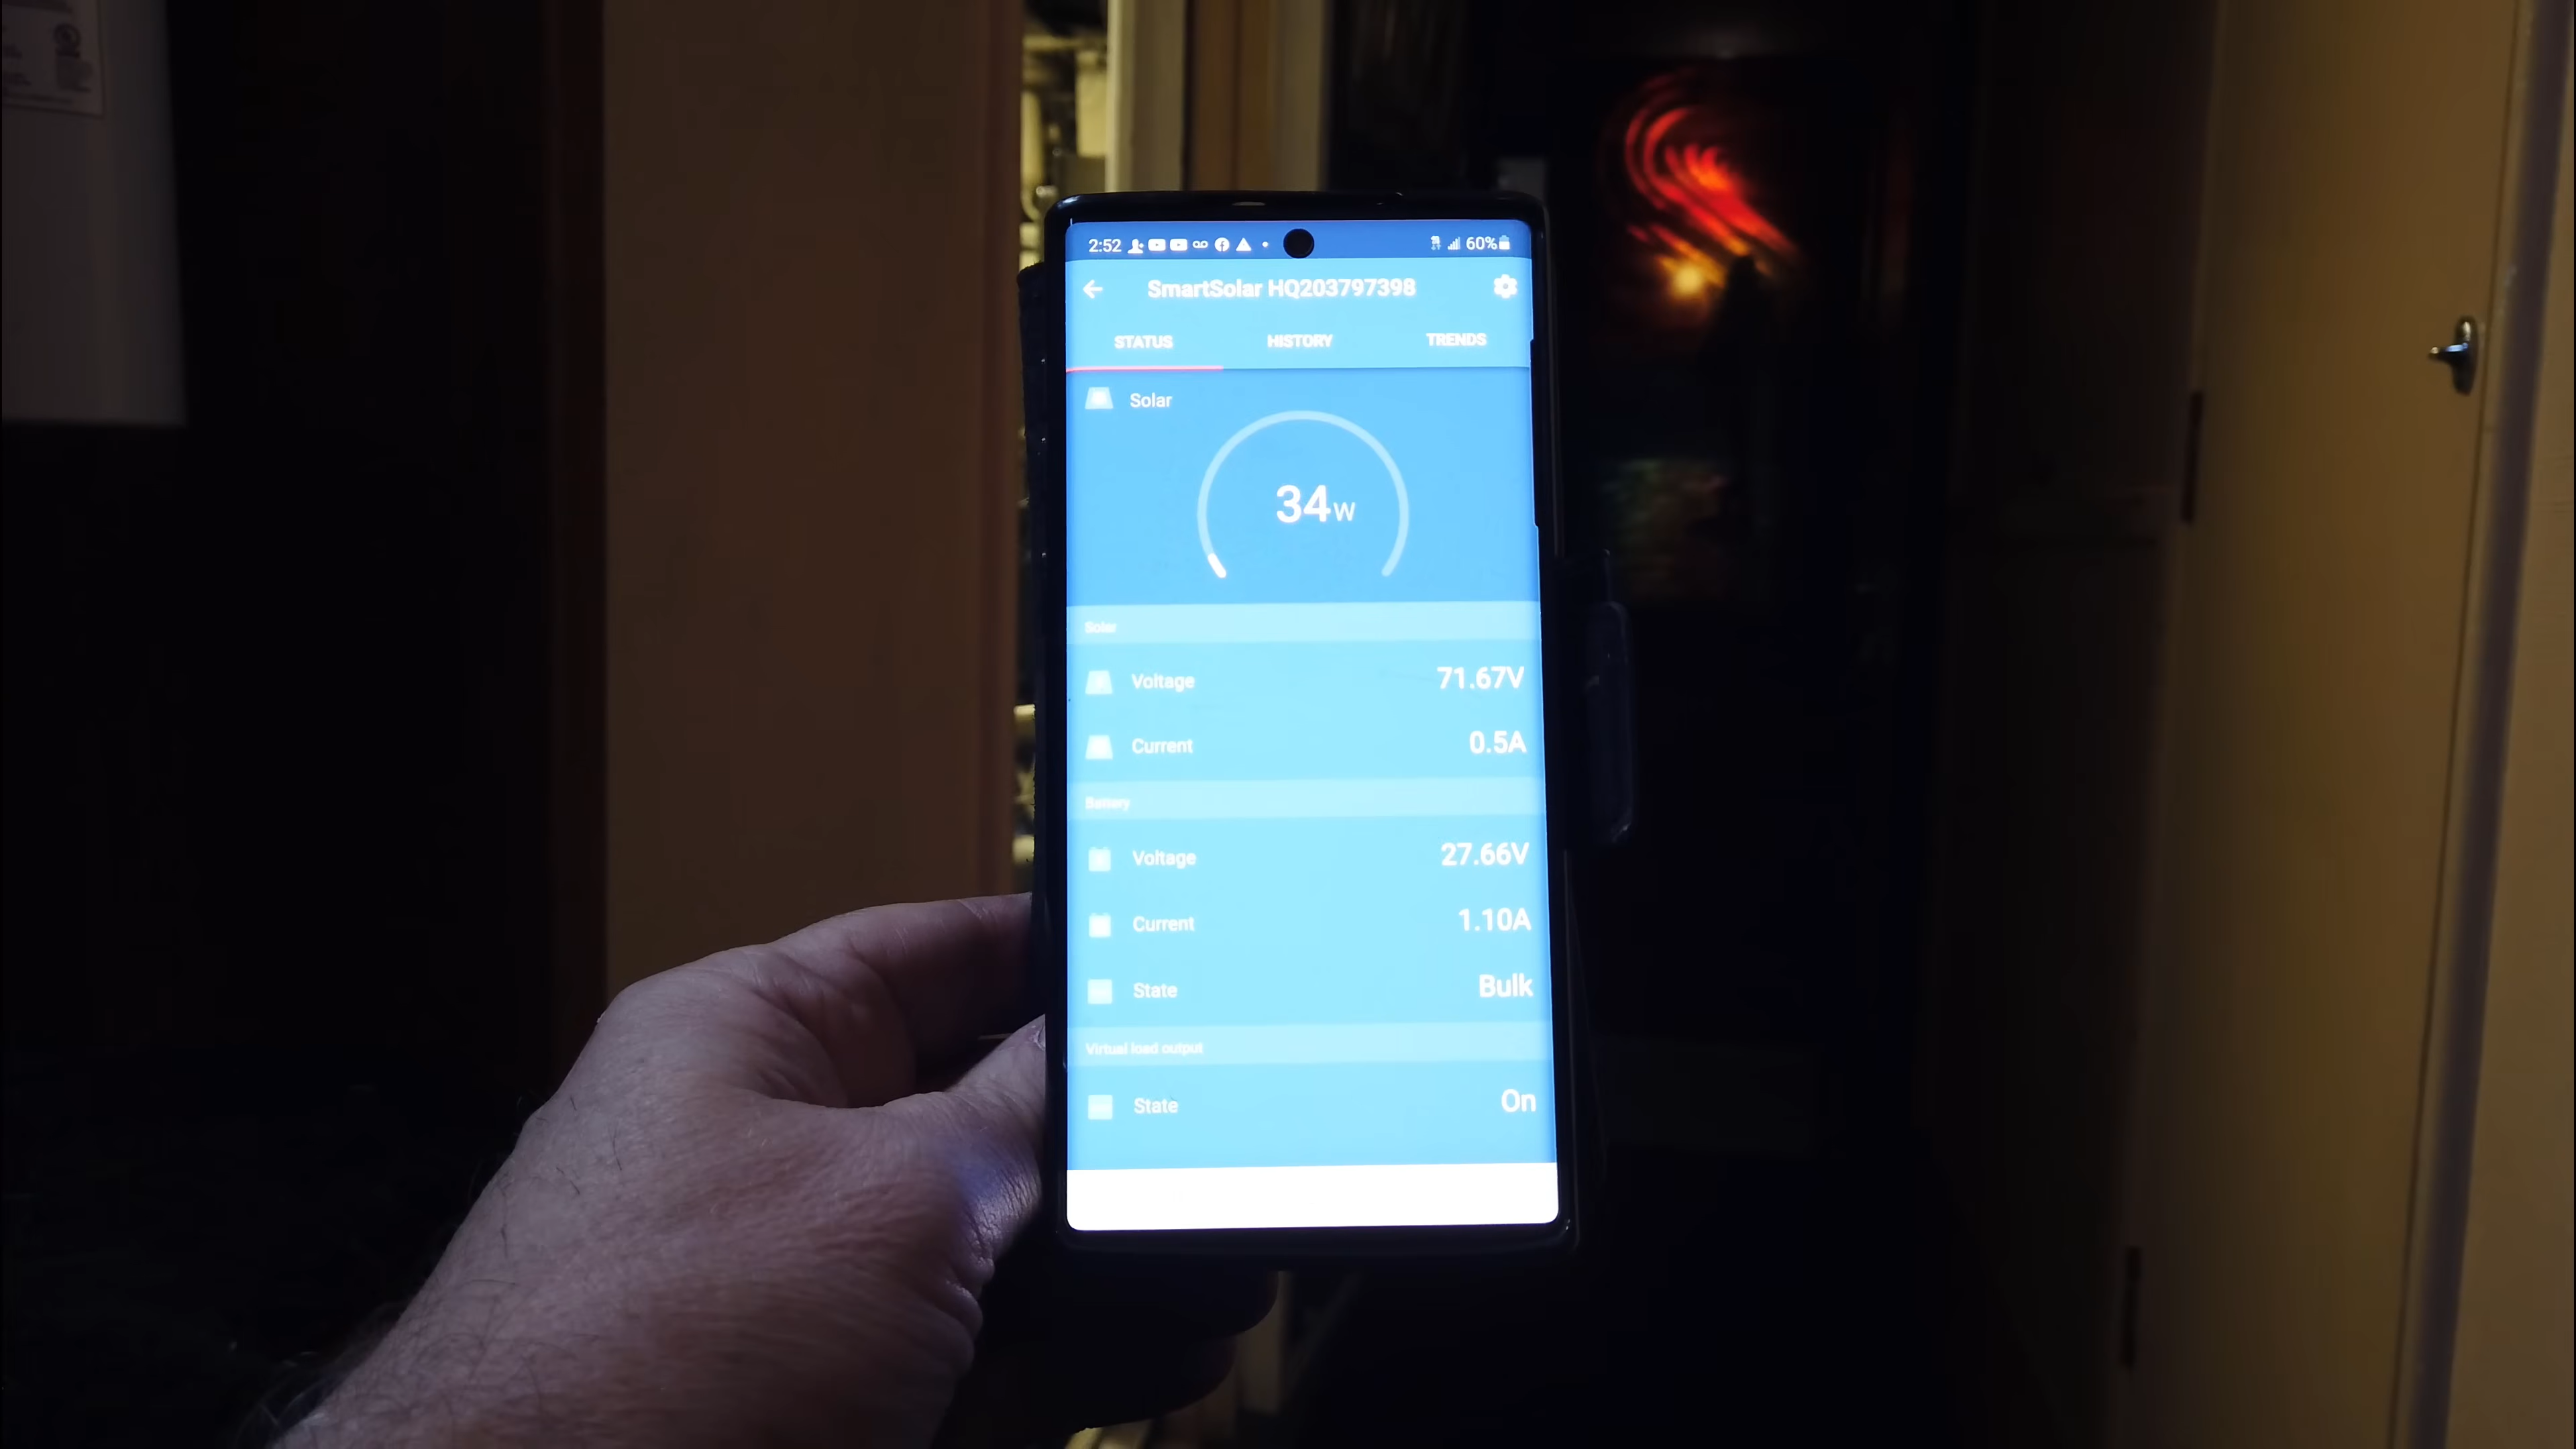 2:52 60%
SmartSolar HQ203797398
STATUS HISTORY TRENDS
Solar
34W
Solar
Voltage 71.67V
Current 0.5A
Battery
Voltage 27.66V
Current 1.10A
State Bulk
Virtual load output
State On